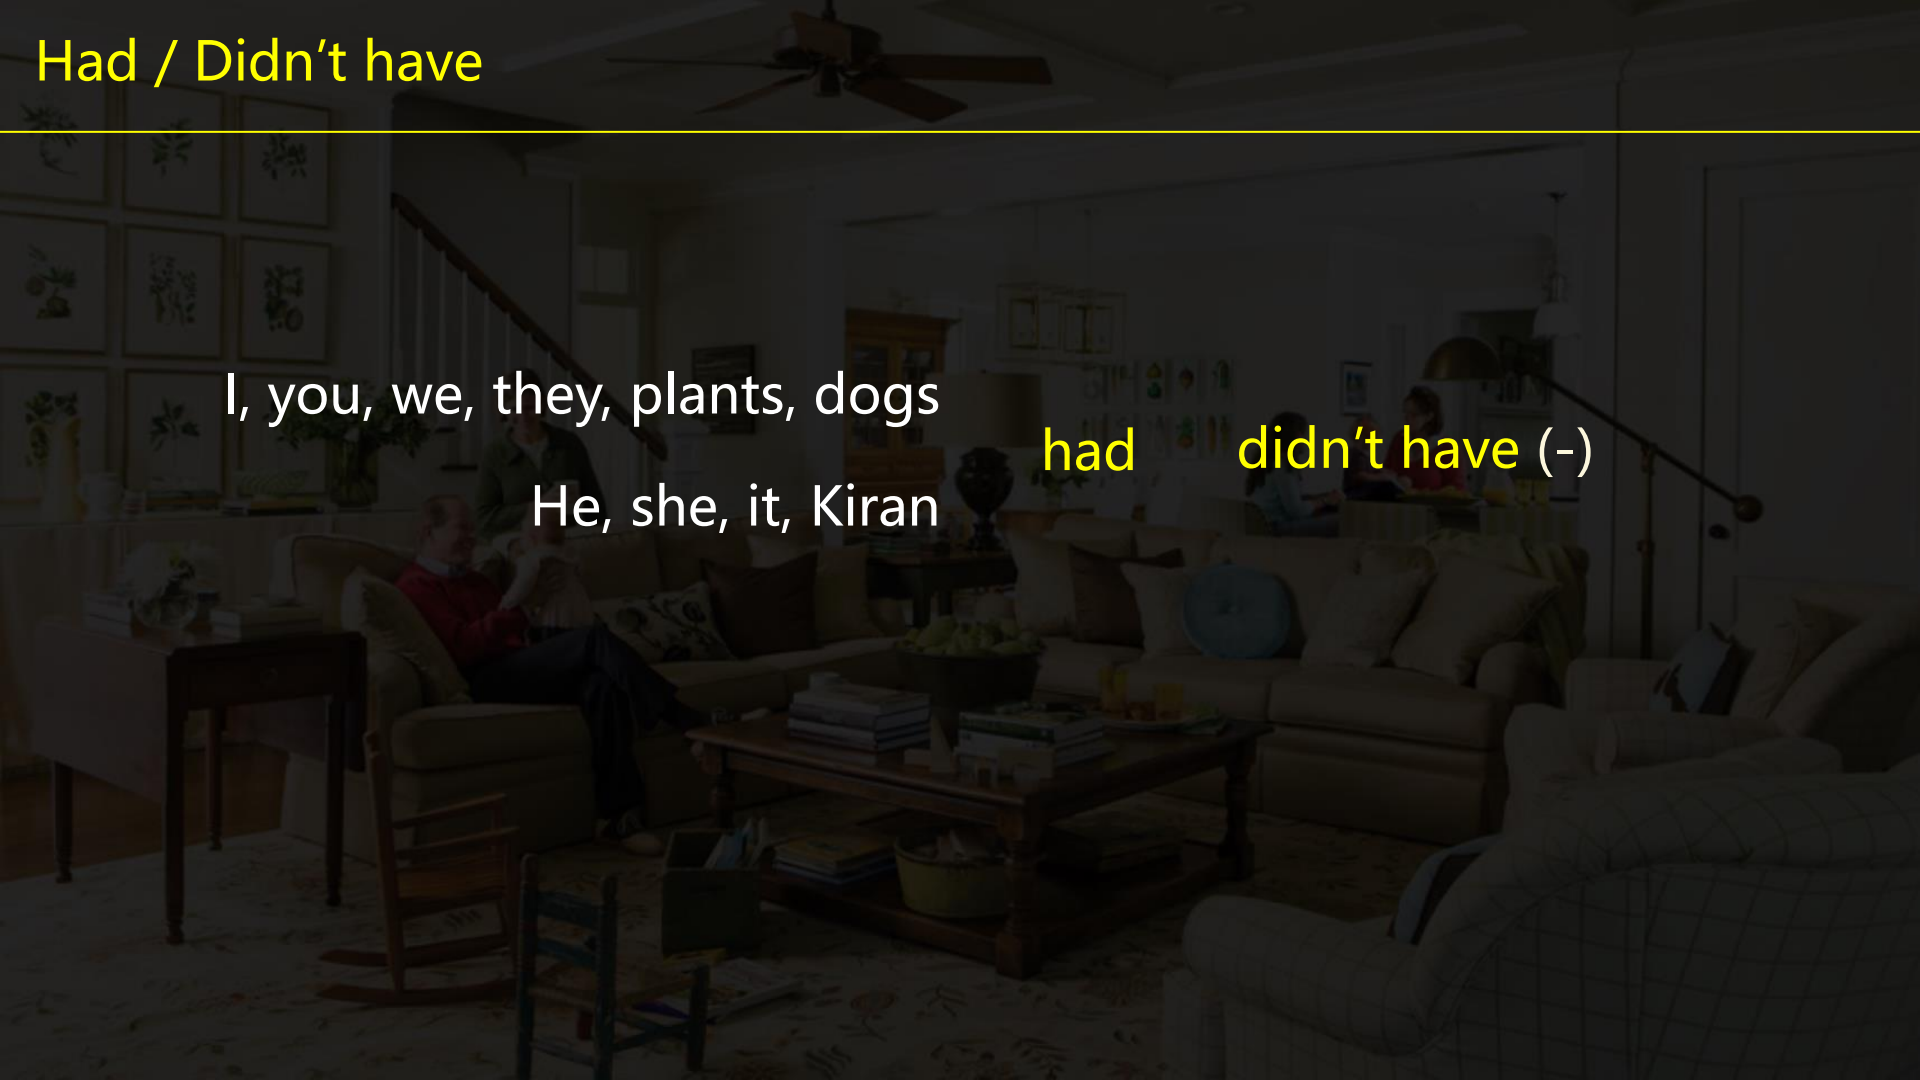 Had / Didn’t have
I, you, we, they, plants, dogs
had
didn’t have (-)
He, she, it, Kiran